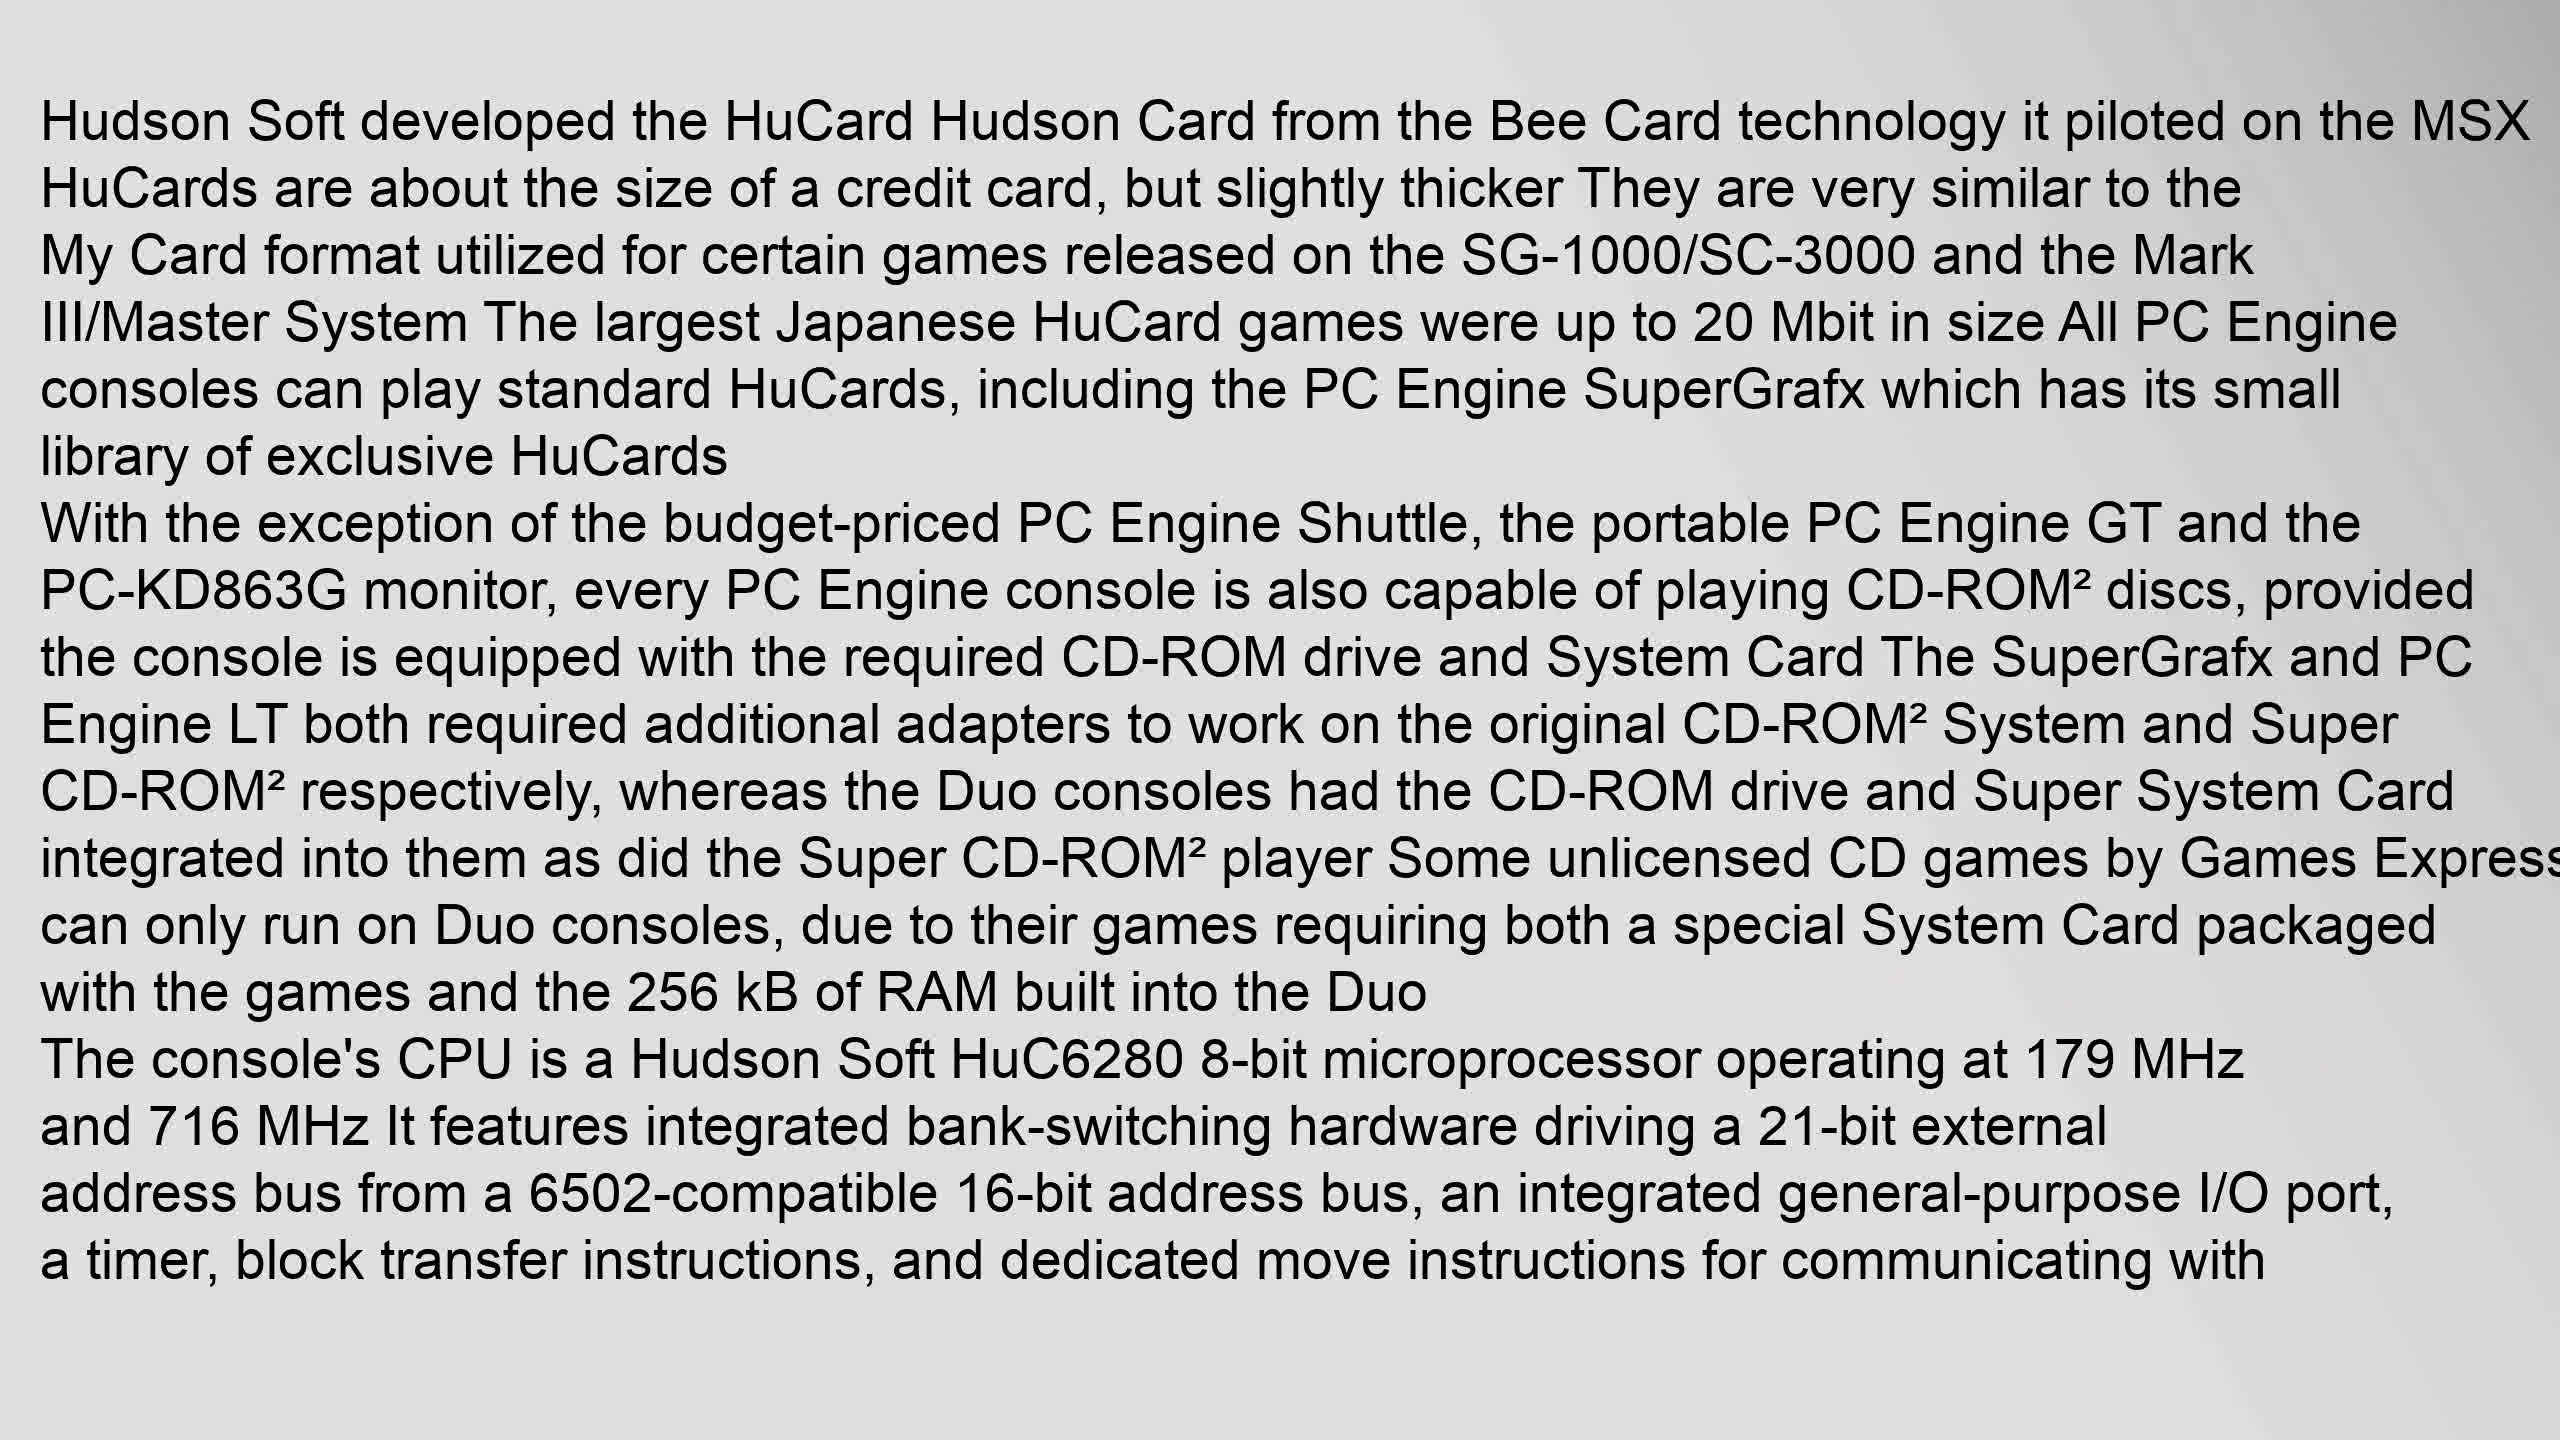 Hudson Soft developed the HuCard Hudson Card from the Bee Card technology it piloted on the MSX
HuCards are about the size of a credit card, but slightly thicker They are very similar to the
My Card format utilized for certain games released on the SG-1000/SC-3000 and the Mark
III/Master System The largest Japanese HuCard games were up to 20 Mbit in size All PC Engine
consoles can play standard HuCards, including the PC Engine SuperGrafx which has its small
library of exclusive HuCards
With the exception of the budget-priced PC Engine Shuttle, the portable PC Engine GT and the
PC-KD863G monitor, every PC Engine console is also capable of playing CD-ROM² discs, provided
the console is equipped with the required CD-ROM drive and System Card The SuperGrafx and PC
Engine LT both required additional adapters to work on the original CD-ROM² System and Super
CD-ROM² respectively, whereas the Duo consoles had the CD-ROM drive and Super System Card
integrated into them as did the Super CD-ROM² player Some unlicensed CD games by Games Express
can only run on Duo consoles, due to their games requiring both a special System Card packaged
with the games and the 256 kB of RAM built into the Duo
The console's CPU is a Hudson Soft HuC6280 8-bit microprocessor operating at 179 MHz
and 716 MHz It features integrated bank-switching hardware driving a 21-bit external
address bus from a 6502-compatible 16-bit address bus, an integrated general-purpose I/O port,
a timer, block transfer instructions, and dedicated move instructions for communicating with